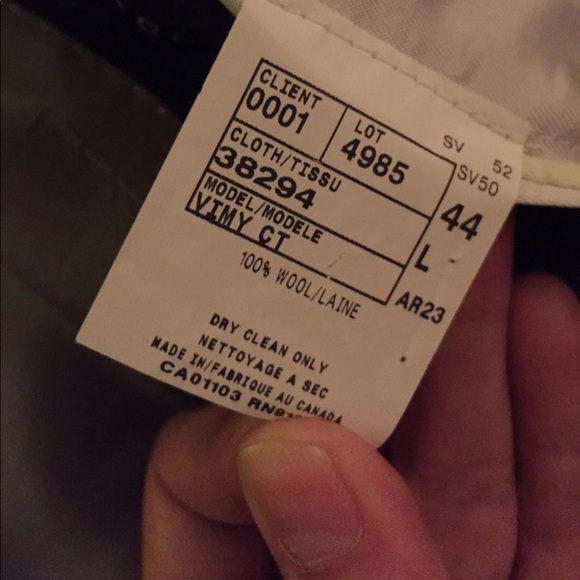 CLIENT
0001
LOT
4985
SV 52
SV50
CLOTH/TISSU
38294
44
MODEL/MODELE
VIMY CT
L
100% WOOL/LAINE
AR23
DRY CLEAN ONLY
NETTOYAGE A SEC
MADE IN/FABRIQUE AU CANADA
CA01103